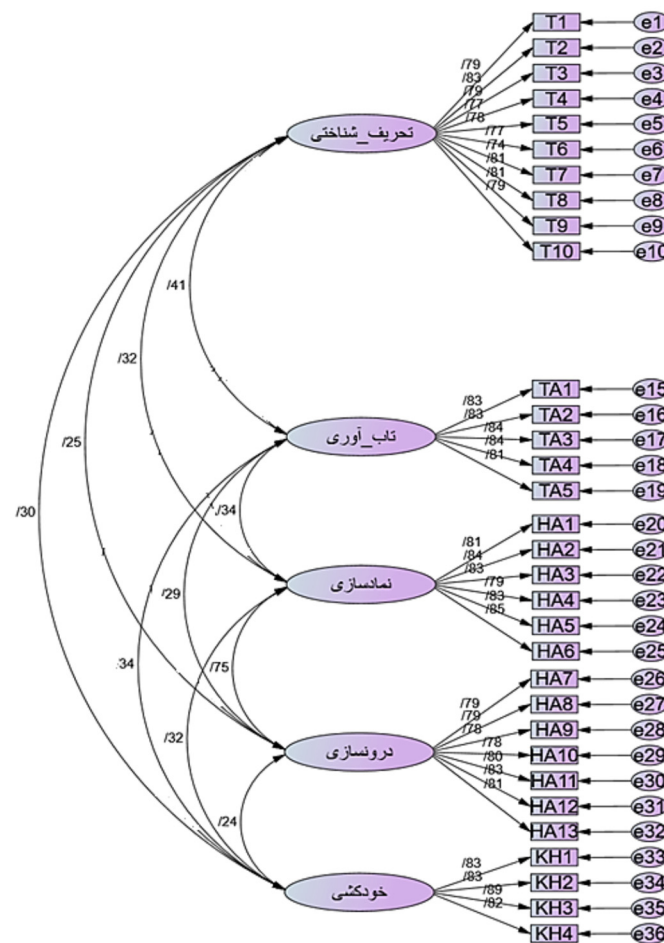 T1 e1
T2 e2
/79
T3 e3
/83
/79
T4 e4
/77
/78
T5 e5
تحریف_شناختی
/77
T6 e6
/74
T7 e7
/81
/81
T8 e8
/79
T9 e9
T10 e10
/41
/32
TA1 e15
/83
/83
TA2 e16
/84
تاب_آوری
TA3 e17
/25
/84
TA4 e18
/81
TA5 e19
/30
/34
HA1 e20
/81
HA2 e21
/84
/83
HA3 e22
نمادسازی
/79
HA4 e23
/29
/83
/85
HA5 e24
HA6 e25
34
/75
HA7 e26
/79
HA8 e27
/79
/78
HA9 e28
/32
درونسازی
/78
HA10 e29
/80
HA11 e30
/83
/81
HA12 e31
/24
HA13 e32
KH1 e33
/83
/83
KH2 e34
خودکشی
/89
/82
KH3 e35
KH4 e36